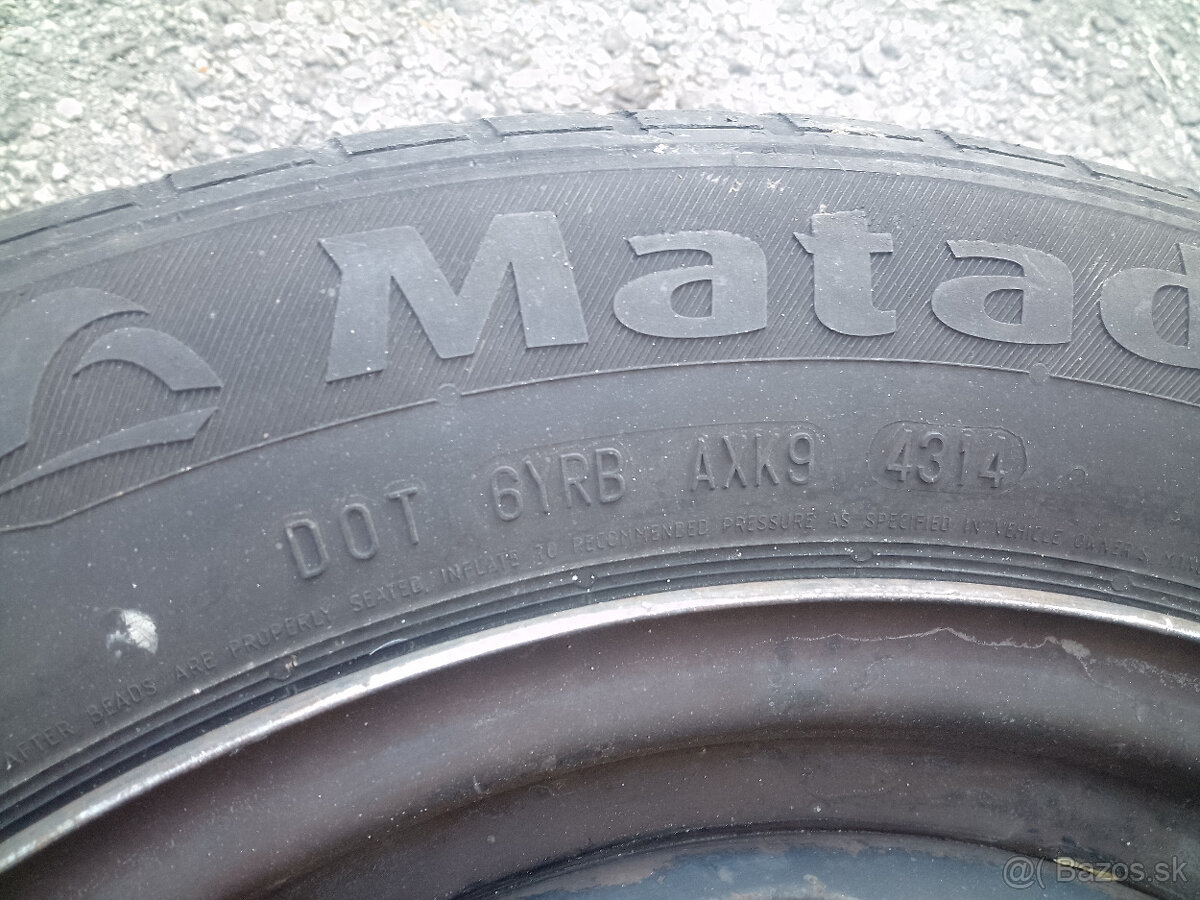 Matad
DOT 6YRB AXK9 4314
AFTER BEADS ARE PROPERLY SEATED, INFLATE TO RECOMMENDED PRESSURE AS SPECIFIED IN VEHICLE OWNER'S
@( Bazos.sk